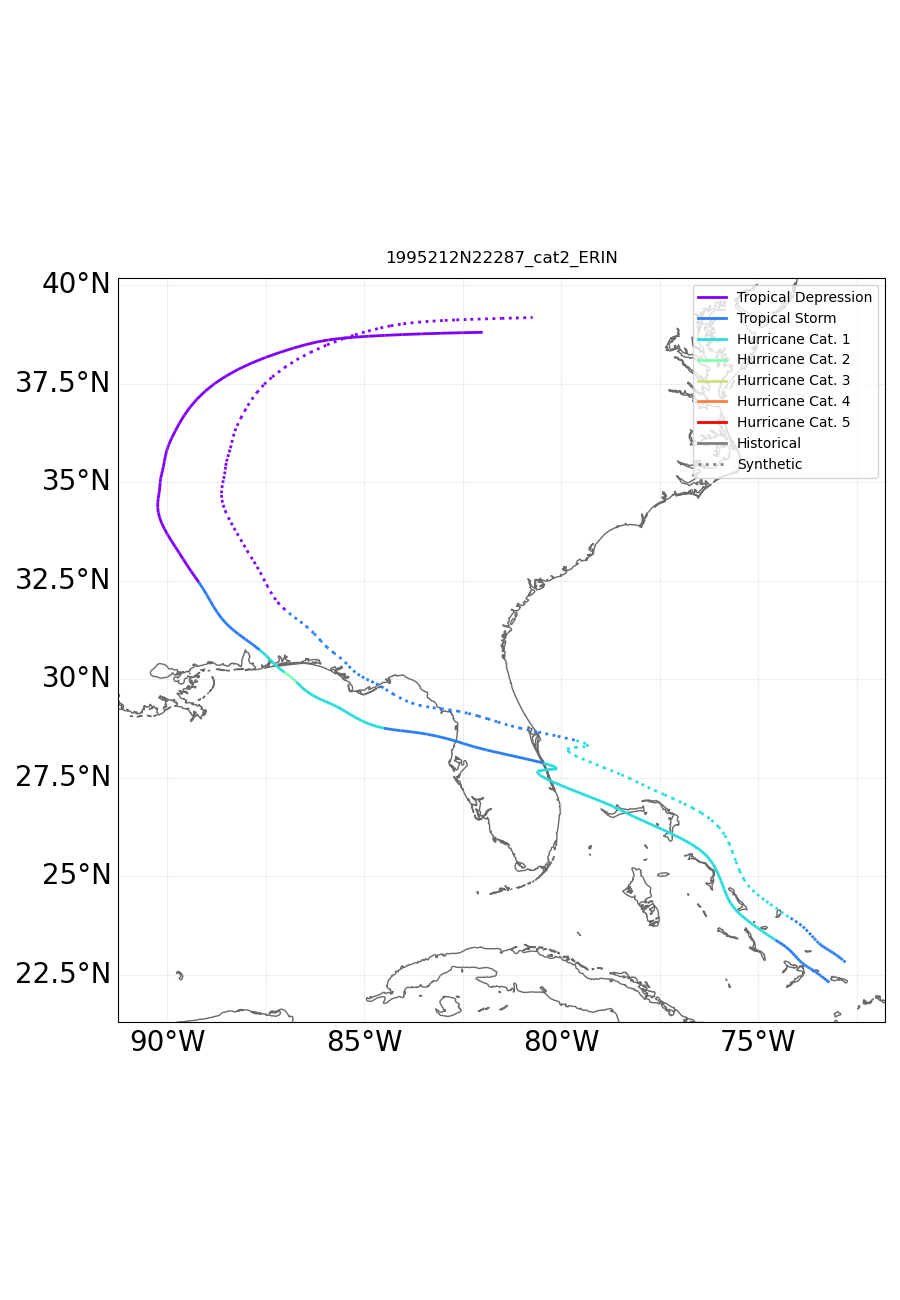 1995212N22287_cat2_ERIN
40°N
37.5°N
35°N
32.5°N
30°N
27.5°N
25°N
22.5°N
90°W
85°W
80°W
75°W
Tropical Depression
Tropical Storm
Hurricane Cat. 1
Hurricane Cat. 2
Hurricane Cat. 3
Hurricane Cat. 4
Hurricane Cat. 5
Historical
Synthetic